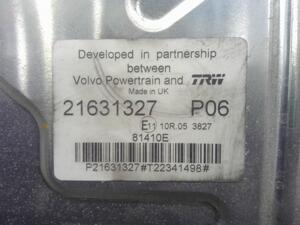 Developed in partnership
between
Volvo Powertrain and TRW
Made in UK
21631327 P06
E11 10R.05 3827
81410E
P21631327#T22341498#